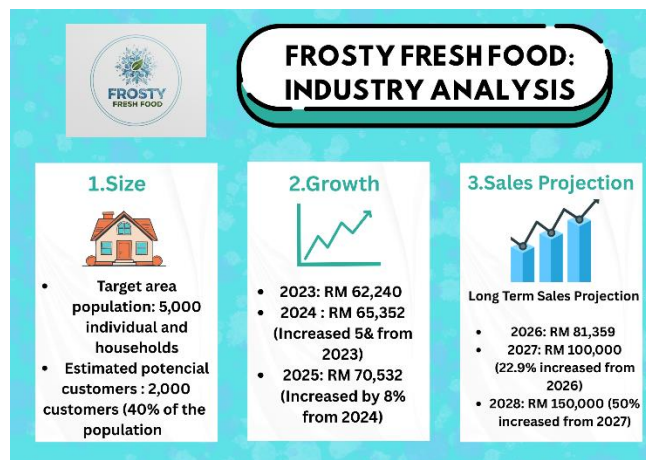 FROSTY
FRESH FOOD
FROSTY FRESH FOOD:
INDUSTRY ANALYSIS
1.Size
• Target area
population: 5,000
individual and
households
• Estimated potencial
customers : 2,000
customers (40% of the
population
2.Growth
• 2023: RM 62,240
• 2024 : RM 65,352
(Increased 5& from
2023)
• 2025: RM 70,532
(Increased by 8%
from 2024)
3.Sales Projection
Long Term Sales Projection
• 2026: RM 81,359
• 2027: RM 100,000
(22.9% increased from
2026)
• 2028: RM 150,000 (50%
increased from 2027)